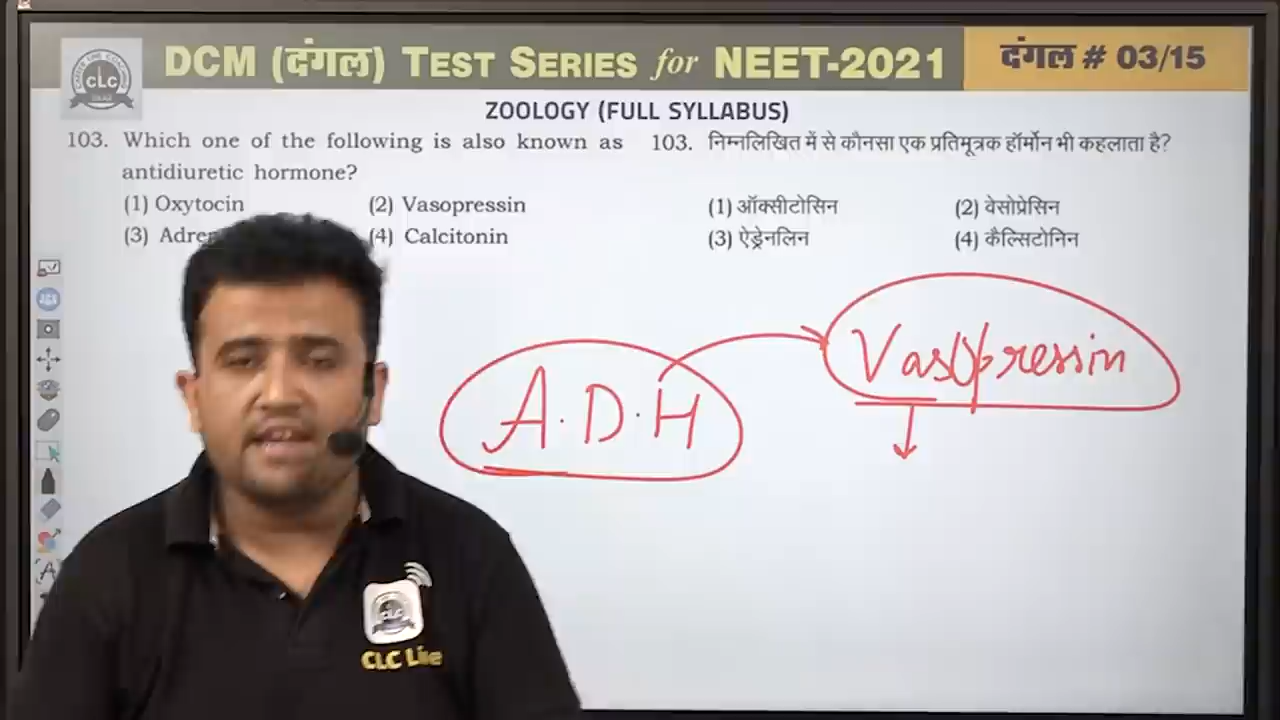 DCM (दंगल) TEST SERIES for NEET-2021
दंगल # 03/15
CLC
ZOOLOGY (FULL SYLLABUS)
103. Which one of the following is also known as
antidiuretic hormone?
(1) Oxytocin (2) Vasopressin
(3) (4) Calcitonin
103. निम्नलिखित में से कौनसा एक प्रतिमूत्रक हॉर्मोन भी कहलाता है?
(1) ऑक्सीटोसिन (2) वेसोप्रेसिन
(3) ऐड्रेनलिन (4) कैल्सिटोनिन
A.D.H
Vasopressin
CLC
CLC Live